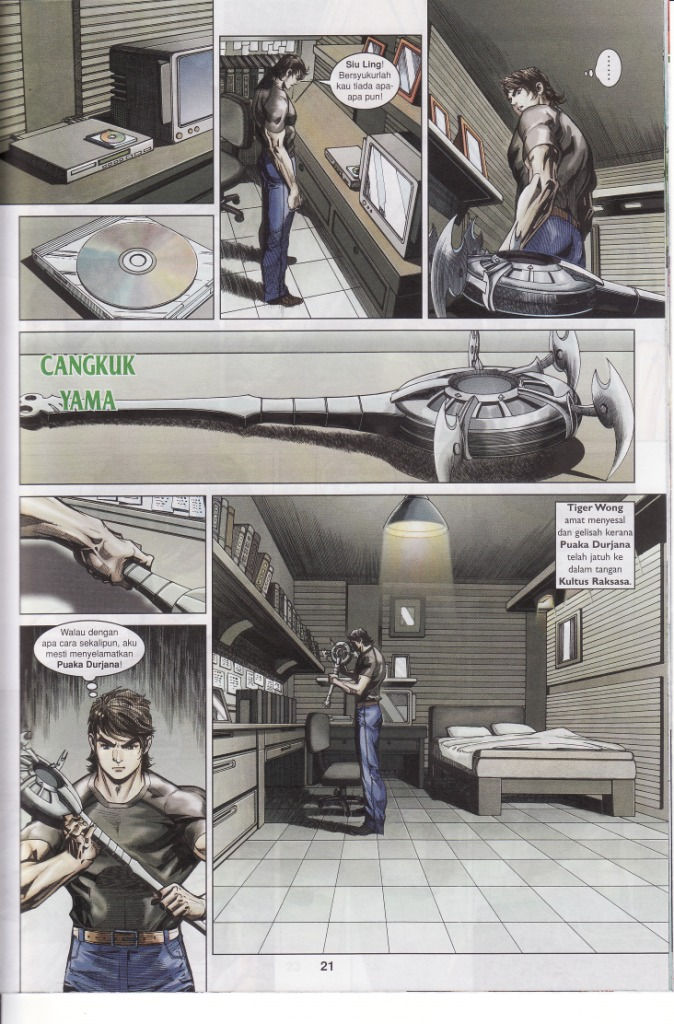 Siu Ling!
Bersyukurlah
kau tiada apa-
apa pun!
......
CANGKUK
YAMA
Tiger Wong
amat menyesal
dan gelisah kerana
Puaka Durjana
telah jatuh ke
dalam tangan
Kultus Raksasa.
Walau dengan
apa cara sekalipun, aku
mesti menyelamatkan
Puaka Durjana!
21